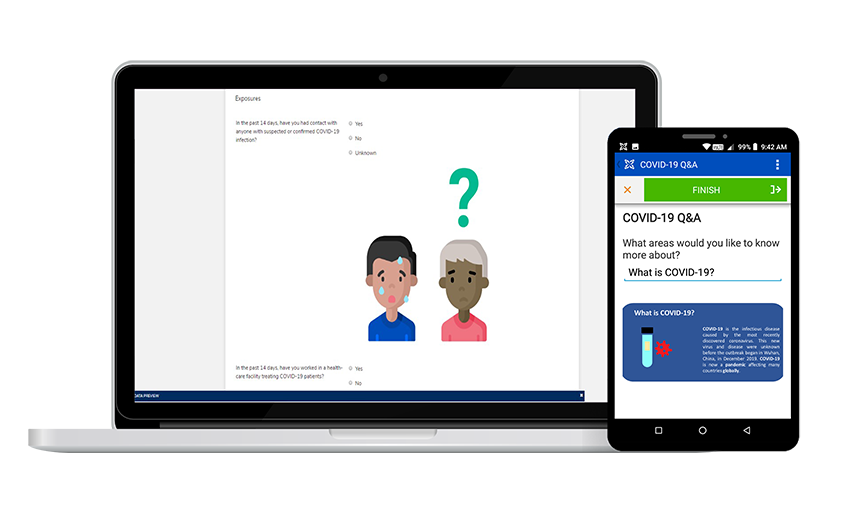 Exposures
In the past 14 days, have you had contact with
anyone with suspected or confirmed COVID-19
infection?
Yes
No
Unknown
?
In the past 14 days, have you worked in a health-
care facility treating COVID-19 patients?
Yes
No
DATA PREVIEW
99% 9:42 AM
COVID-19 Q&A
FINISH
COVID-19 Q&A
What areas would you like to know
more about?
What is COVID-19?
What is COVID-19?
COVID-19 is the infectious disease
caused by the most recently
discovered coronavirus. This new
virus and disease were unknown
before the outbreak began in Wuhan,
China, in December 2019. COVID-19
is now a pandemic affecting many
countries globally.